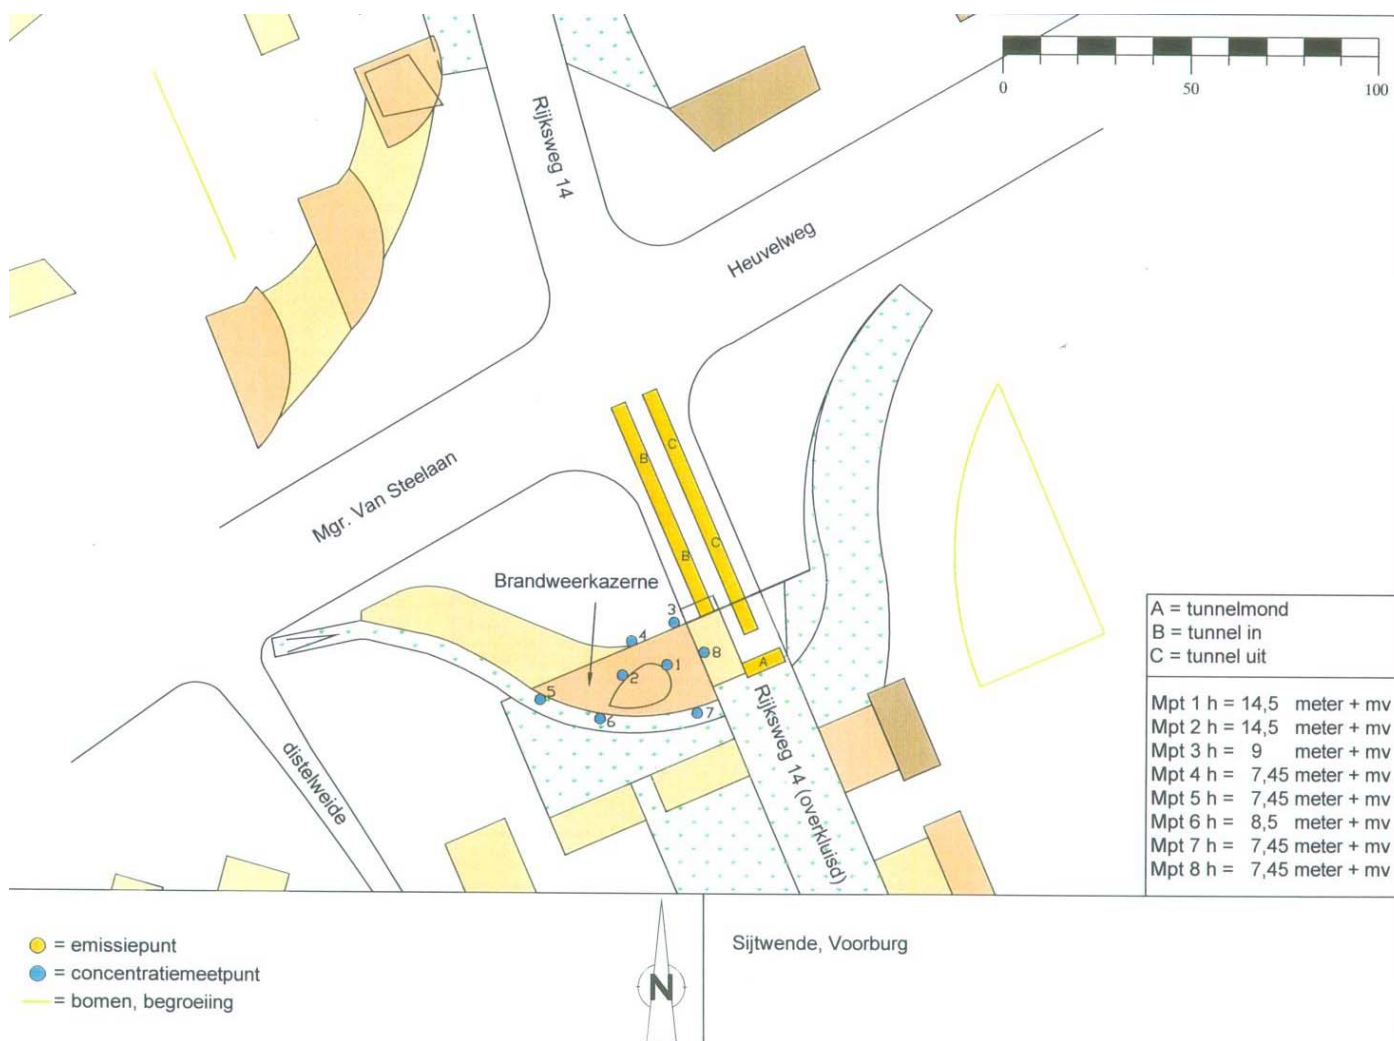 0 50 100
Rijksweg 14
Heuvelweg
Mgr. Van Steelaan
B
C
C
B
Brandweerkazerne
3
4
8
1
2
A
5
6
7
Rijksweg 14 (overkluisd)
distelweide
A = tunnelmond
B = tunnel in
C = tunnel uit
Mpt 1 h = 14,5 meter + mv
Mpt 2 h = 14,5 meter + mv
Mpt 3 h = 9 meter + mv
Mpt 4 h = 7,45 meter + mv
Mpt 5 h = 7,45 meter + mv
Mpt 6 h = 8,5 meter + mv
Mpt 7 h = 7,45 meter + mv
Mpt 8 h = 7,45 meter + mv
= emissiepunt
= concentratiemeetpunt
= bomen, begroeiing
N
Sijtwende, Voorburg